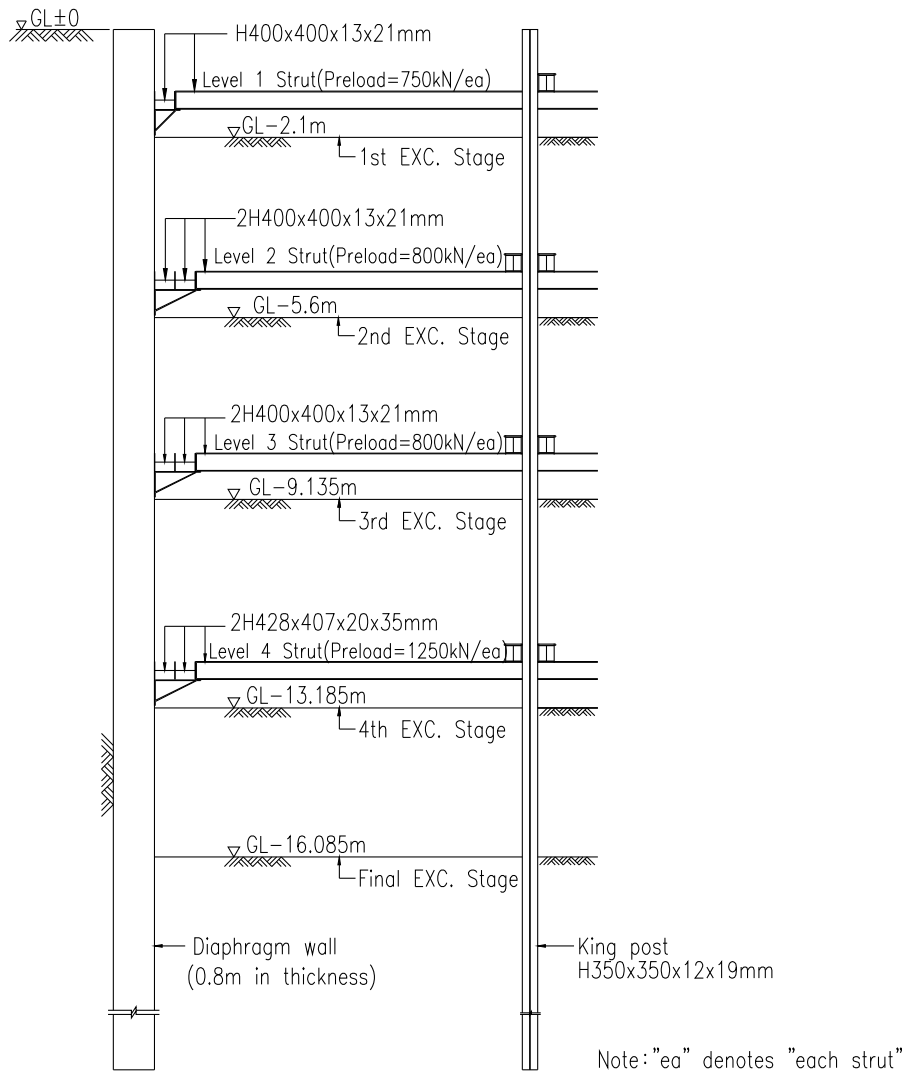 GL±0
H400x400x13x21mm
Level 1 Strut(Preload=750kN/ea)
GL-2.1m
1st EXC. Stage
2H400x400x13x21mm
Level 2 Strut(Preload=800kN/ea)
GL-5.6m
2nd EXC. Stage
2H400x400x13x21mm
Level 3 Strut(Preload=800kN/ea)
GL-9.135m
3rd EXC. Stage
2H428x407x20x35mm
Level 4 Strut(Preload=1250kN/ea)
GL-13.185m
4th EXC. Stage
GL-16.085m
Final EXC. Stage
Diaphragm wall
(0.8m in thickness)
King post
H350x350x12x19mm
Note:"ea" denotes "each strut"